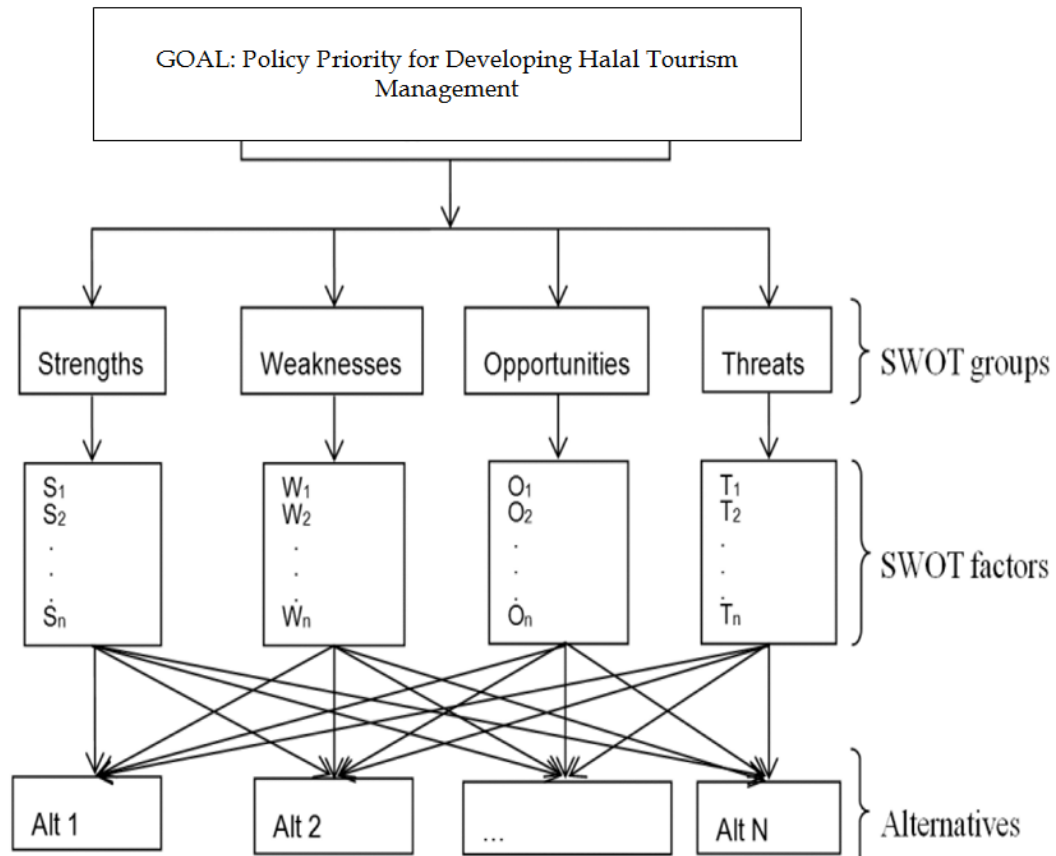 GOAL: Policy Priority for Developing Halal Tourism
Management
Strengths
Weaknesses
Opportunities
Threats
SWOT groups
S1
S2
.
.
.
Sn
W1
W2
.
.
.
Wn
O1
O2
.
.
.
On
T1
T2
.
.
.
Tn
SWOT factors
Alt 1
Alt 2
...
Alt N
Alternatives